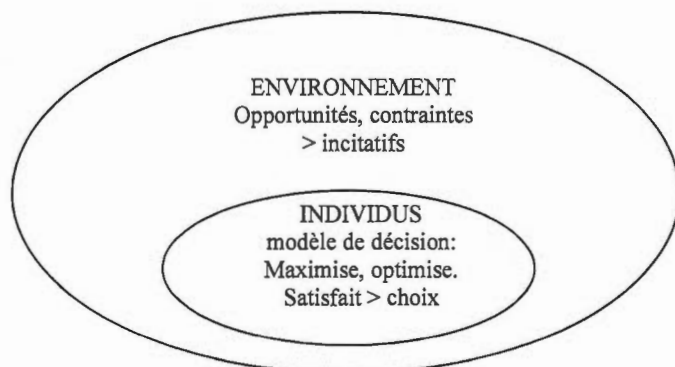 ENVIRONNEMENT
Opportunités, contraintes
> incitatifs
INDIVIDUS
modèle de décision:
Maximise, optimise.
Satisfait > choix